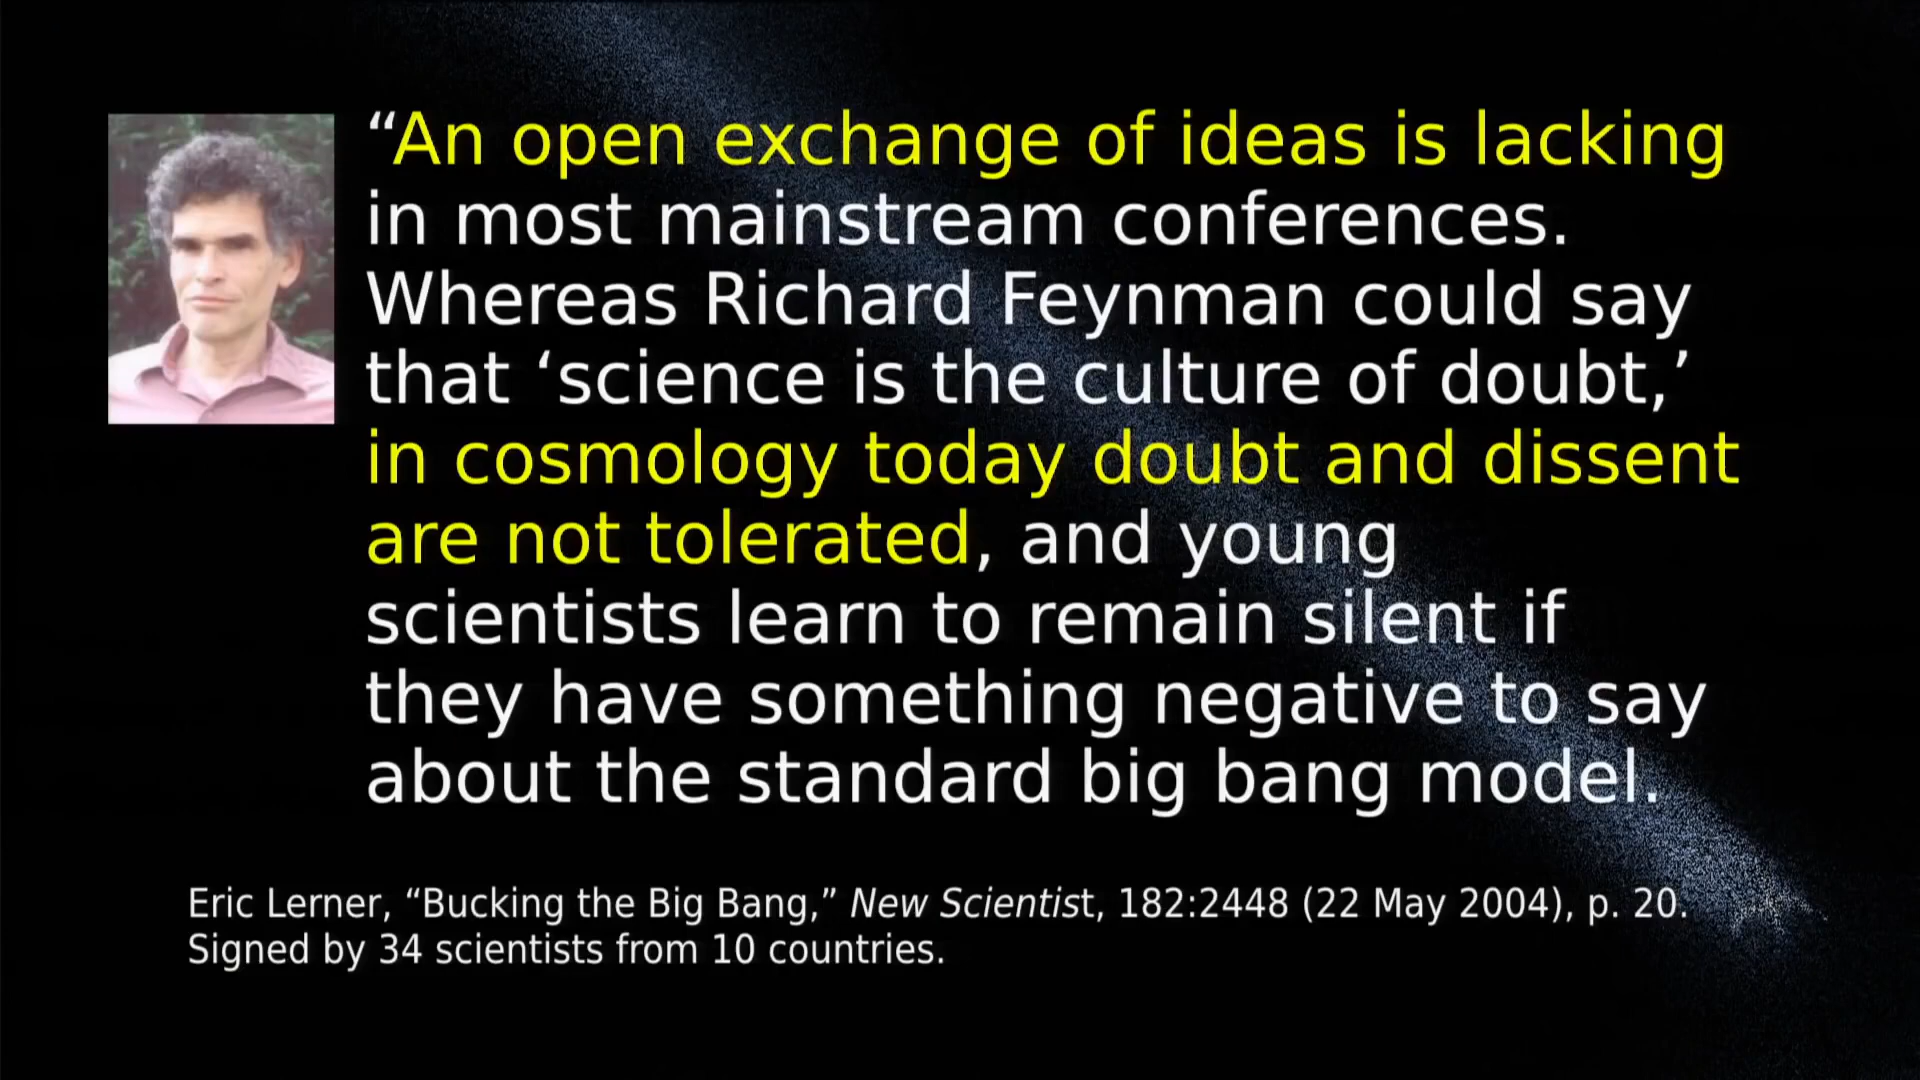 “An open exchange of ideas is lacking
in most mainstream conferences.
Whereas Richard Feynman could say
that ‘science is the culture of doubt,’
in cosmology today doubt and dissent
are not tolerated, and young
scientists learn to remain silent if
they have something negative to say
about the standard big bang model.
Eric Lerner, “Bucking the Big Bang,” New Scientist, 182:2448 (22 May 2004), p. 20.
Signed by 34 scientists from 10 countries.